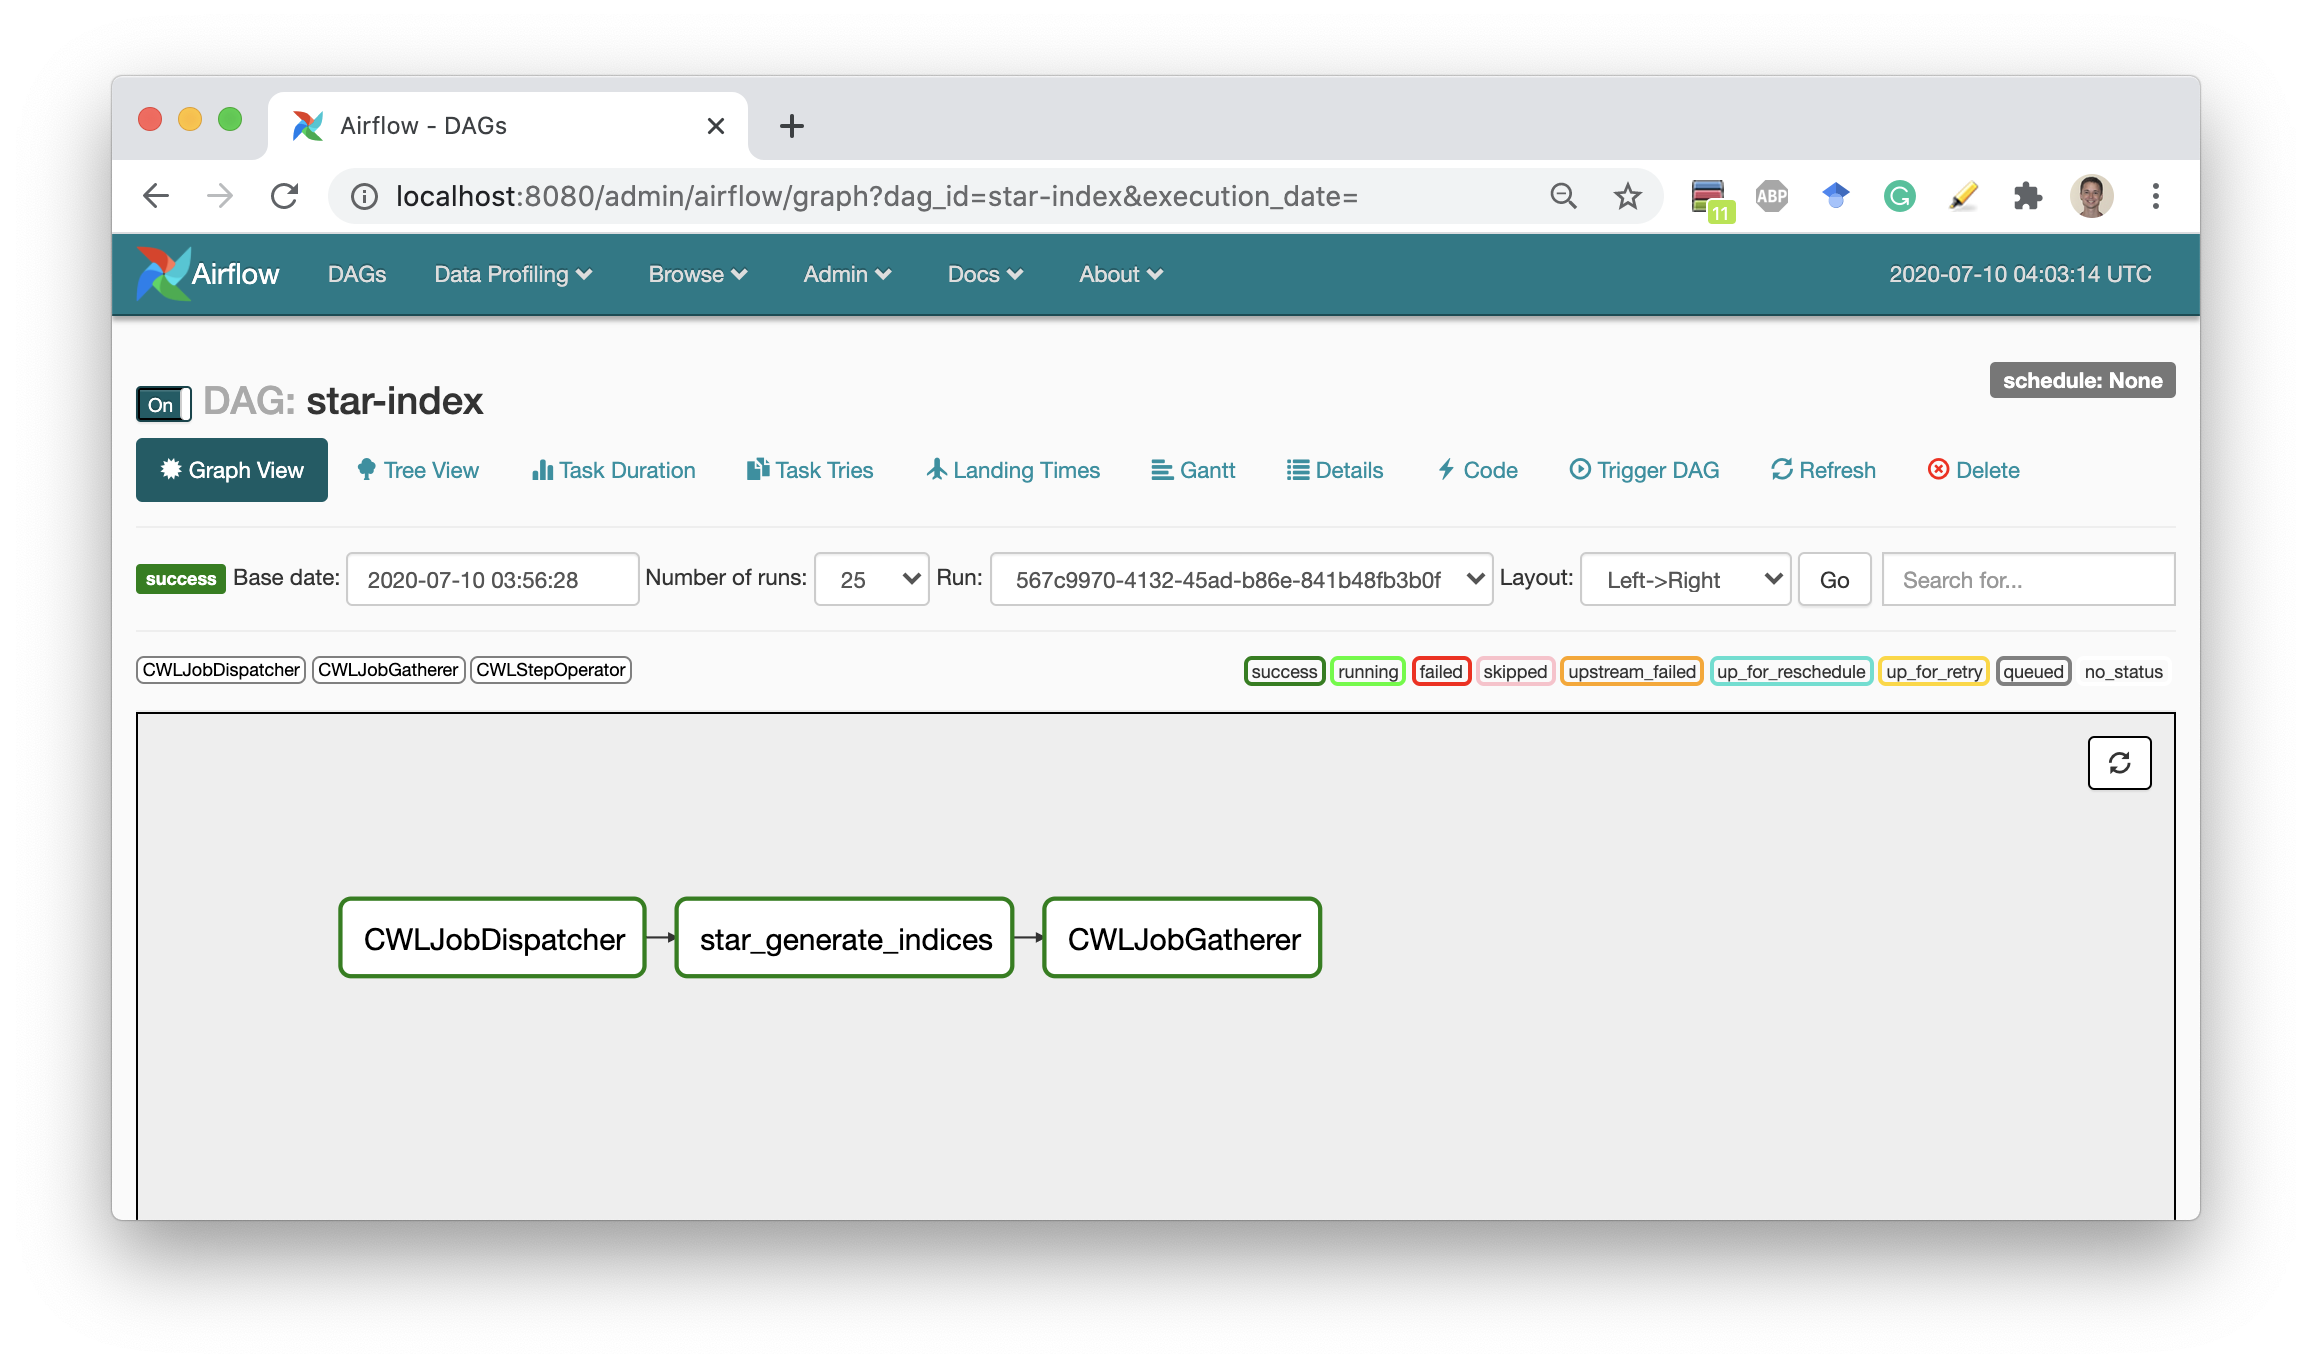 Airflow - DAGs
localhost:8080/admin/airflow/graph?dag_id=star-index&execution_date=
11
ABP
G
Airflow DAGs Data Profiling Browse Admin Docs About 2020-07-10 04:03:14 UTC
schedule: None
On DAG: star-index
Graph View Tree View Task Duration Task Tries Landing Times Gantt Details Code Trigger DAG Refresh Delete
success Base date: 2020-07-10 03:56:28 Number of runs: 25 Run: 567c9970-4132-45ad-b86e-841b48fb3b0f Layout: Left->Right Go Search for...
CWLJobDispatcher CWLJobGatherer CWLStepOperator success running failed skipped upstream_failed up_for_reschedule up_for_retry queued no_status
CWLJobDispatcher star_generate_indices CWLJobGatherer